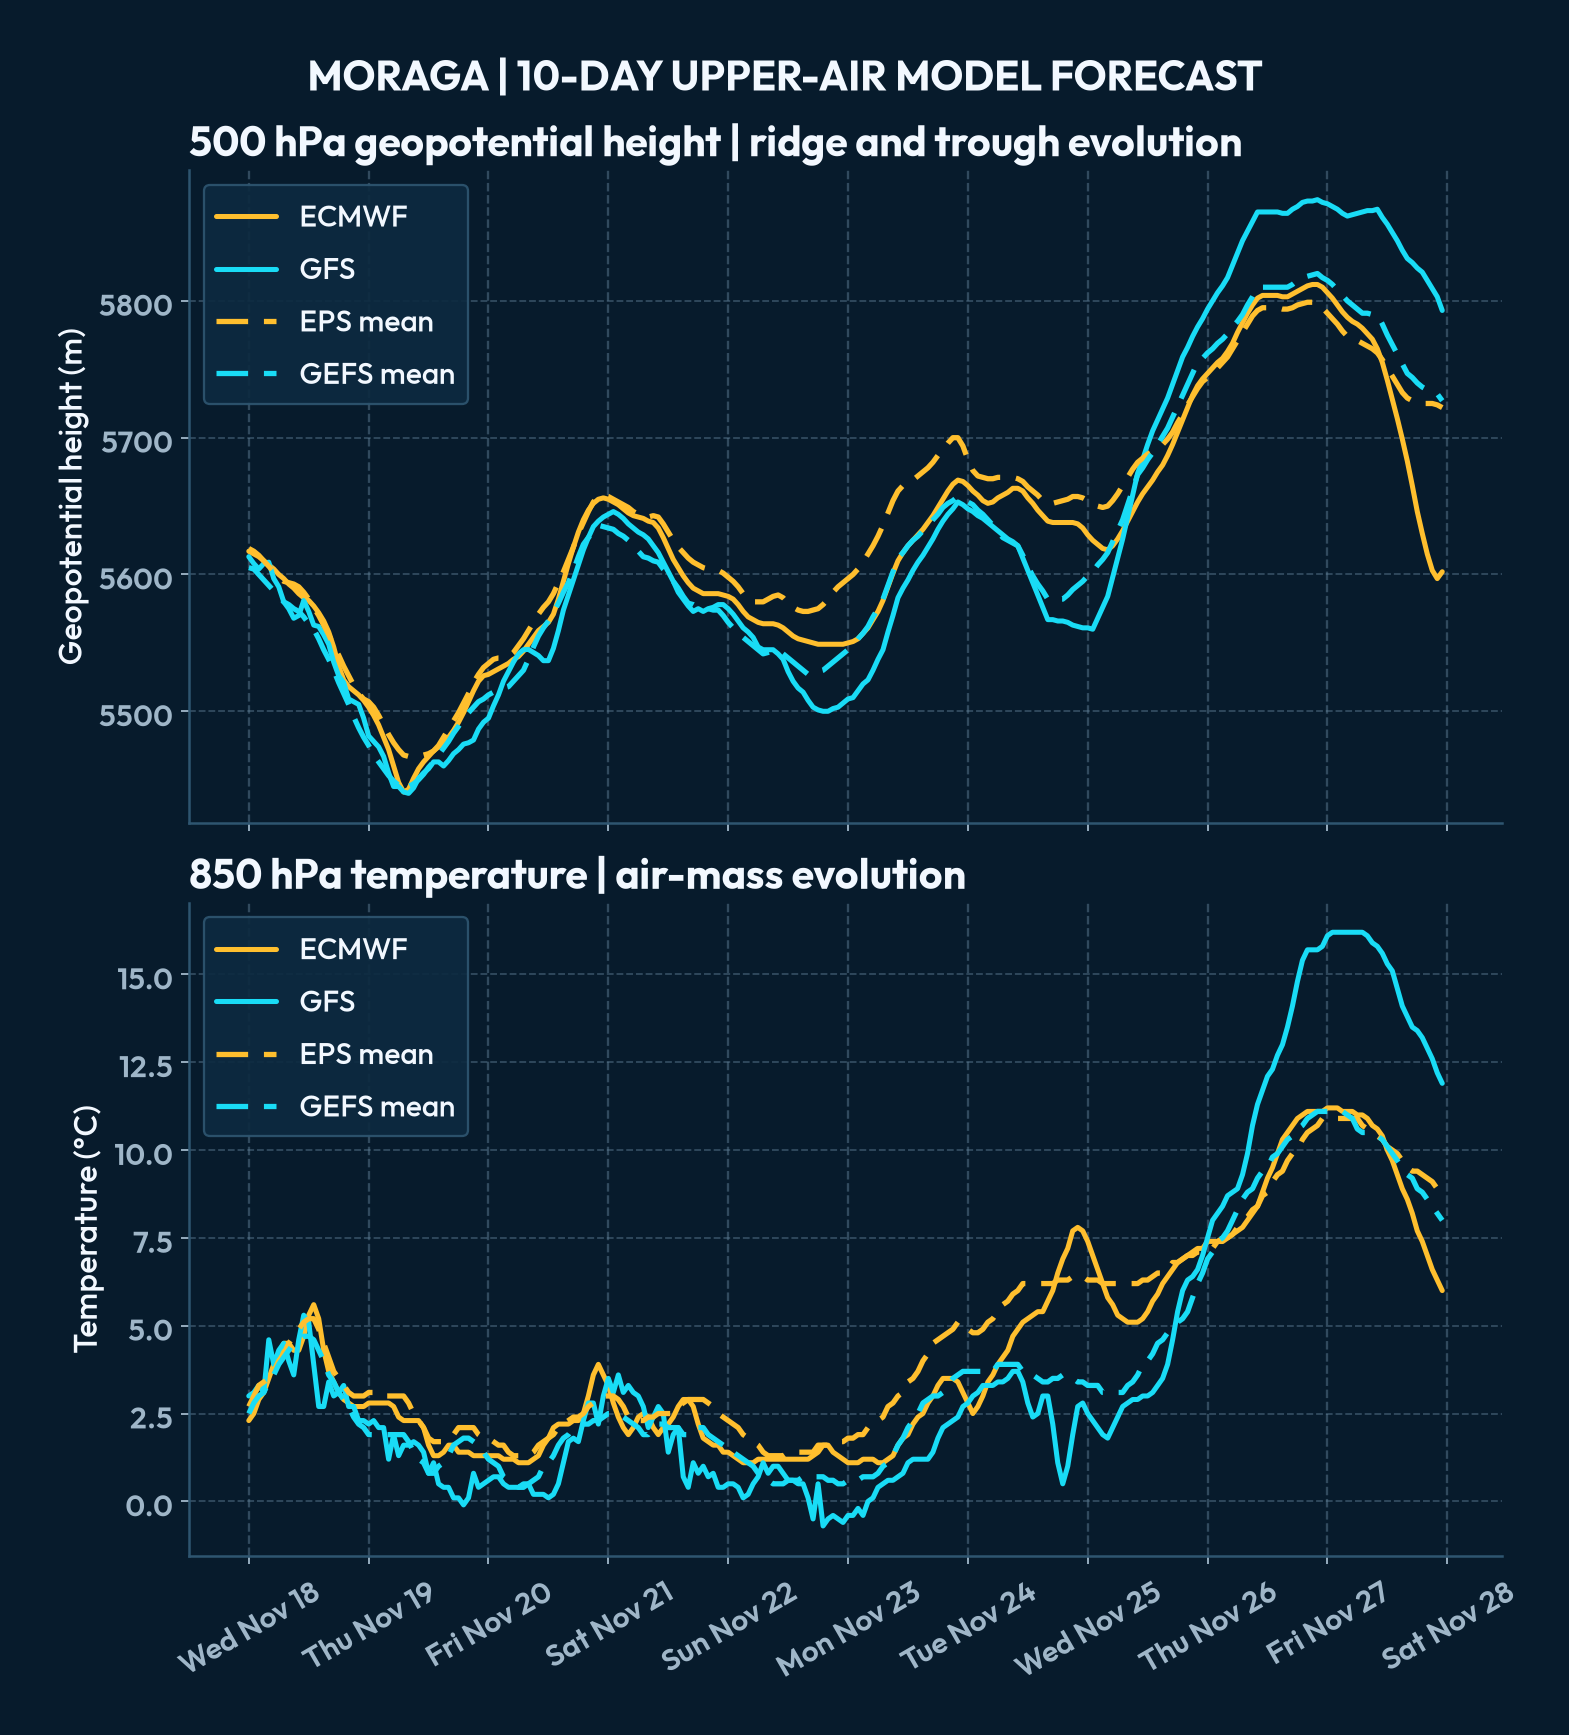 MORAGA | 10-DAY UPPER-AIR MODEL FORECAST
500 hPa geopotential height | ridge and trough evolution
ECMWF
GFS
EPS mean
GEFS mean
5800
5700
5600
5500
Geopotential height (m)
850 hPa temperature | air-mass evolution
ECMWF
GFS
EPS mean
GEFS mean
15.0
12.5
10.0
7.5
5.0
2.5
0.0
Temperature (°C)
Wed Nov 18
Thu Nov 19
Fri Nov 20
Sat Nov 21
Sun Nov 22
Mon Nov 23
Tue Nov 24
Wed Nov 25
Thu Nov 26
Fri Nov 27
Sat Nov 28